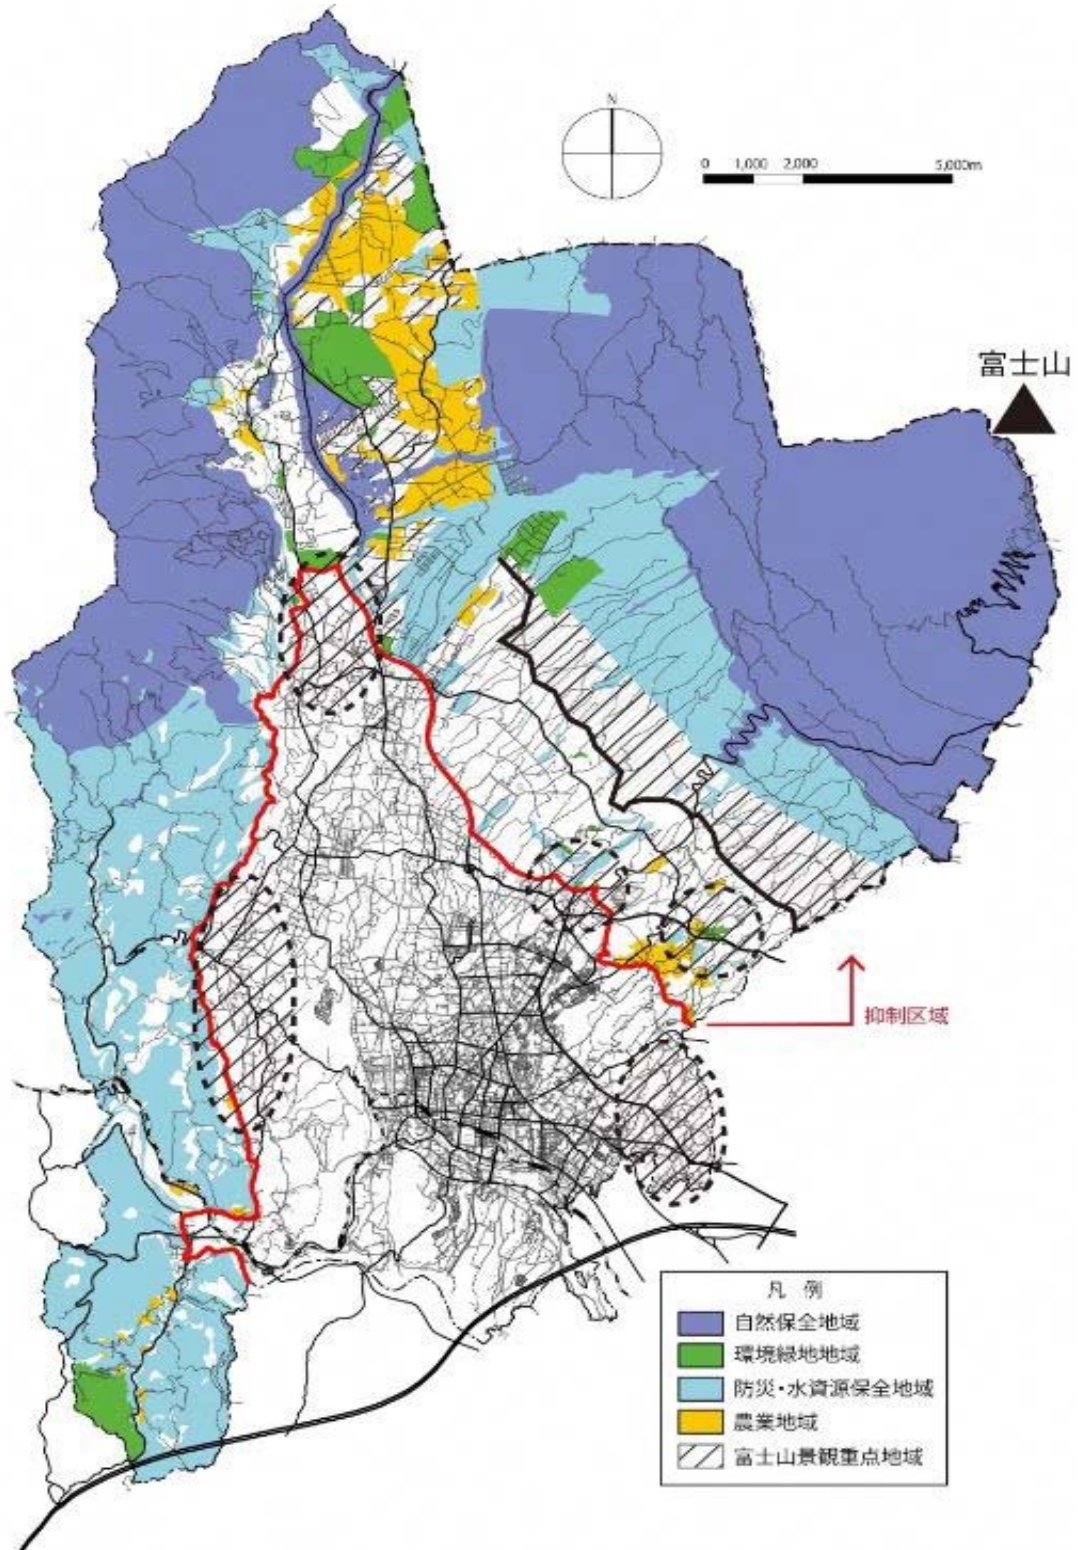 N
0 1,000 2,000 5,000m
富士山
抑制区域
凡 例
自然保全地域
環境緑地地域
防災・水資源保全地域
農業地域
富士山景観重点地域